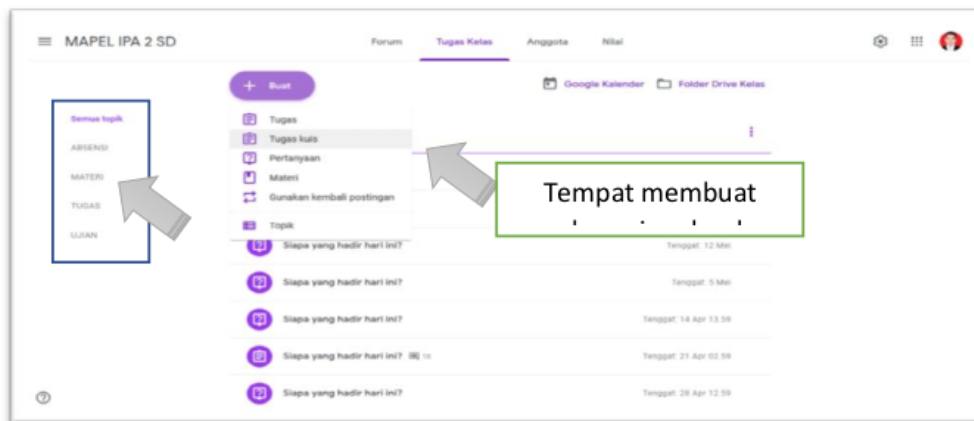 MAPEL IPA 2 SD
Forum Tugas Kelas Anggota Nilai
Buat
Google Kalender Folder Drive Kelas
Semua topik
ABSENSI
MATERI
TUGAS
UJIAN
Tugas
Tugas kuis
Pertanyaan
Materi
Gunakan kembali postingan
Topik
Tempat membuat
Siapa yang hadir hari ini? Tenggat: 12 Mei
Siapa yang hadir hari ini? Tenggat: 5 Mei
Siapa yang hadir hari ini? Tenggat: 14 Apr 13.59
Siapa yang hadir hari ini? Tenggat: 21 Apr 02.59
Siapa yang hadir hari ini? Tenggat: 28 Apr 12.59